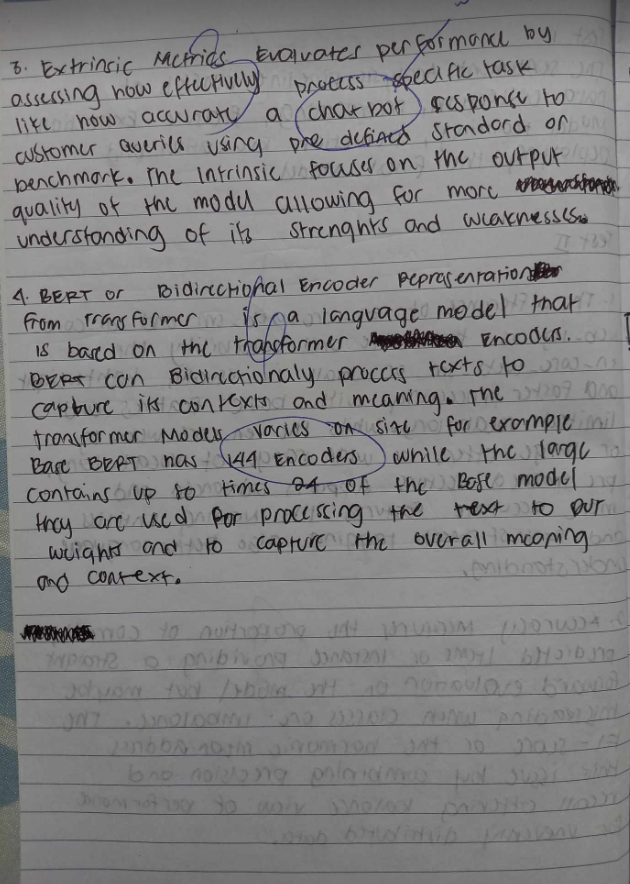 3. Extrinsic Metrics Evaluates performance by
assessing how effectively process specific task
like how accurate a chatbot response to
customer queries using pre defined standard or
benchmark. The Intrinsic focuses on the output
quality of the model allowing for more
understanding of its strenghts and weaknesses.
4. BERT or Bidirectional Encoder Representation
From Transformer is a language model that
is based on the transformer Encoders.
BERT can Bidirectionaly process texts to
capture its contexts and meaning. The
transformer Models varies on size for example
Base BERT has 144 Encoders while the large
contains up to times 24 of the Base model
they are used for processing the text to put
weights and to capture the overall meaning
and context.